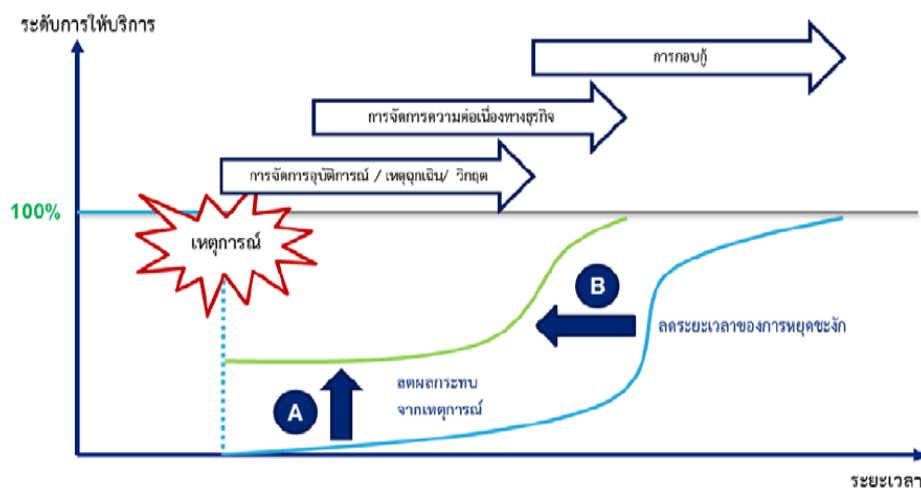 ระดับการให้บริการ
การกอบกู้
การจัดการความต่อเนื่องทางธุรกิจ
การจัดการอุบัติการณ์ / เหตุฉุกเฉิน/ วิกฤต
100%
เหตุการณ์
B
ลดระยะเวลาของการหยุดชะงัก
A
ลดผลกระทบ
จากเหตุการณ์
ระยะเวลา